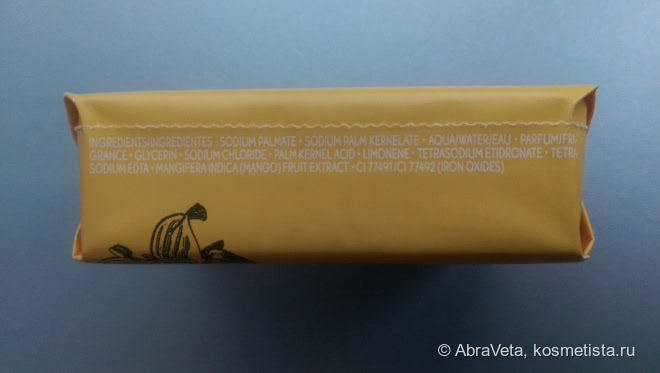 INGREDIENTS/INGREDIENTES : SODIUM PALMATE · SODIUM PALM KERNELATE · AQUA/WATER/EAU · PARFUM/FRA-
GRANCE · GLYCERIN · SODIUM CHLORIDE · PALM KERNEL ACID · LIMONENE · TETRASODIUM ETIDRONATE · TETRA-
SODIUM EDTA · MANGIFERA INDICA (MANGO) FRUIT EXTRACT · CI 77491 /CI 77492 (IRON OXIDES)
© AbraVeta, kosmetista.ru